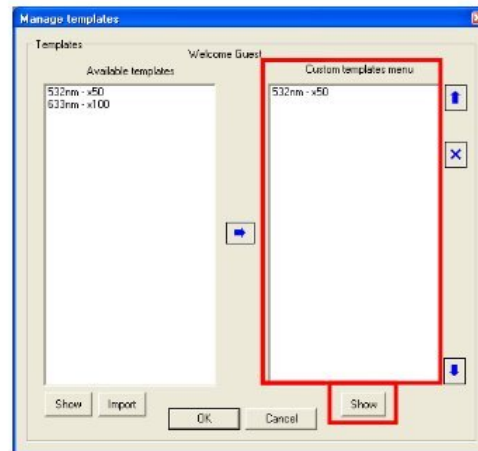 Manage templates
Templates
Welcome Guest
Available templates
Custom templates menu
532nm - x50
633nm - x100
532nm - x50
Show
Import
Show
OK
Cancel